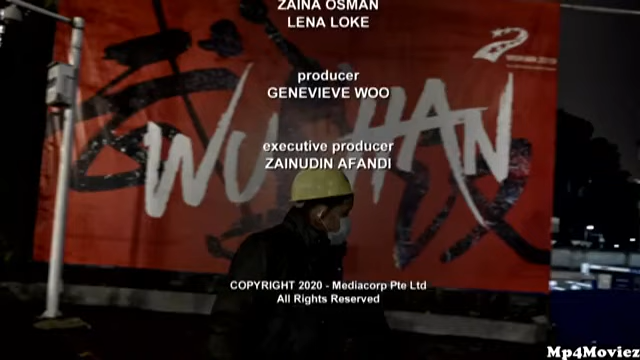 ZAINA OSMAN
LENA LOKE
producer
GENEVIEVE WOO
executive producer
ZAINUDIN AFANDI
WUHAN
COPYRIGHT 2020 - Mediacorp Pte Ltd
All Rights Reserved
Mp4Moviez